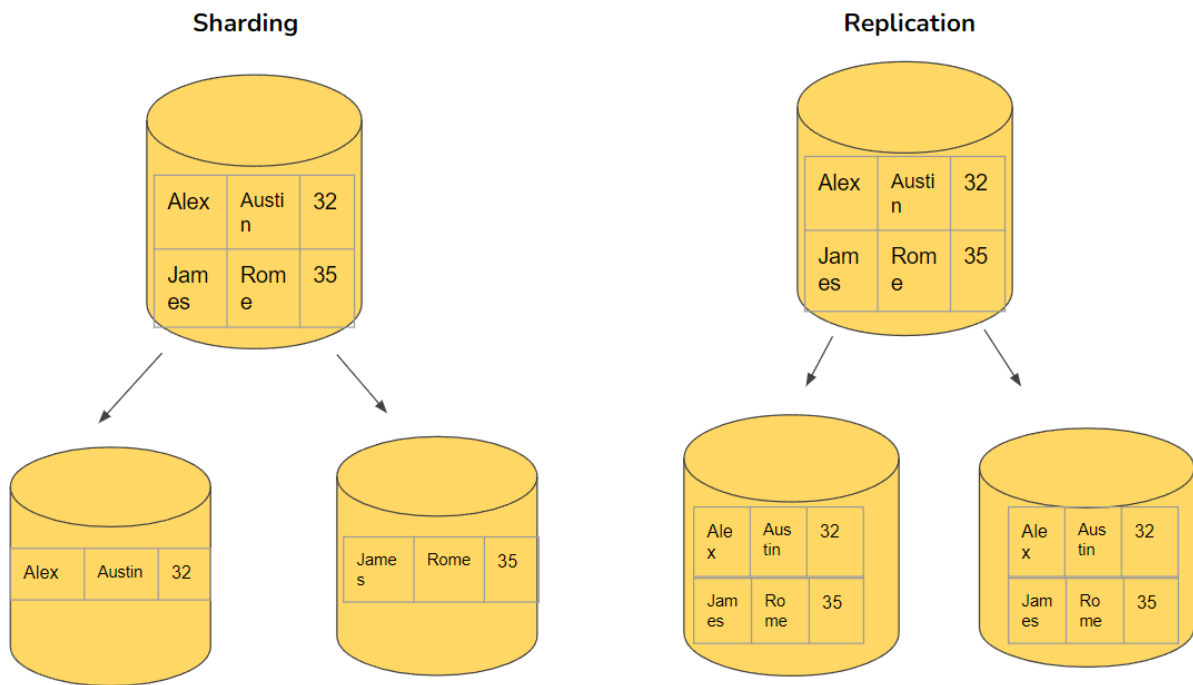 Sharding
Alex
Austi
n
32
Jam
es
Rom
e
35
Alex
Austin
32
Jame
s
Rome
35
Replication
Alex
Austi
n
32
Jam
es
Rom
e
35
Ale
x
Aus
tin
32
Jam
es
Ro
me
35
Ale
x
Aus
tin
32
Jam
es
Ro
me
35